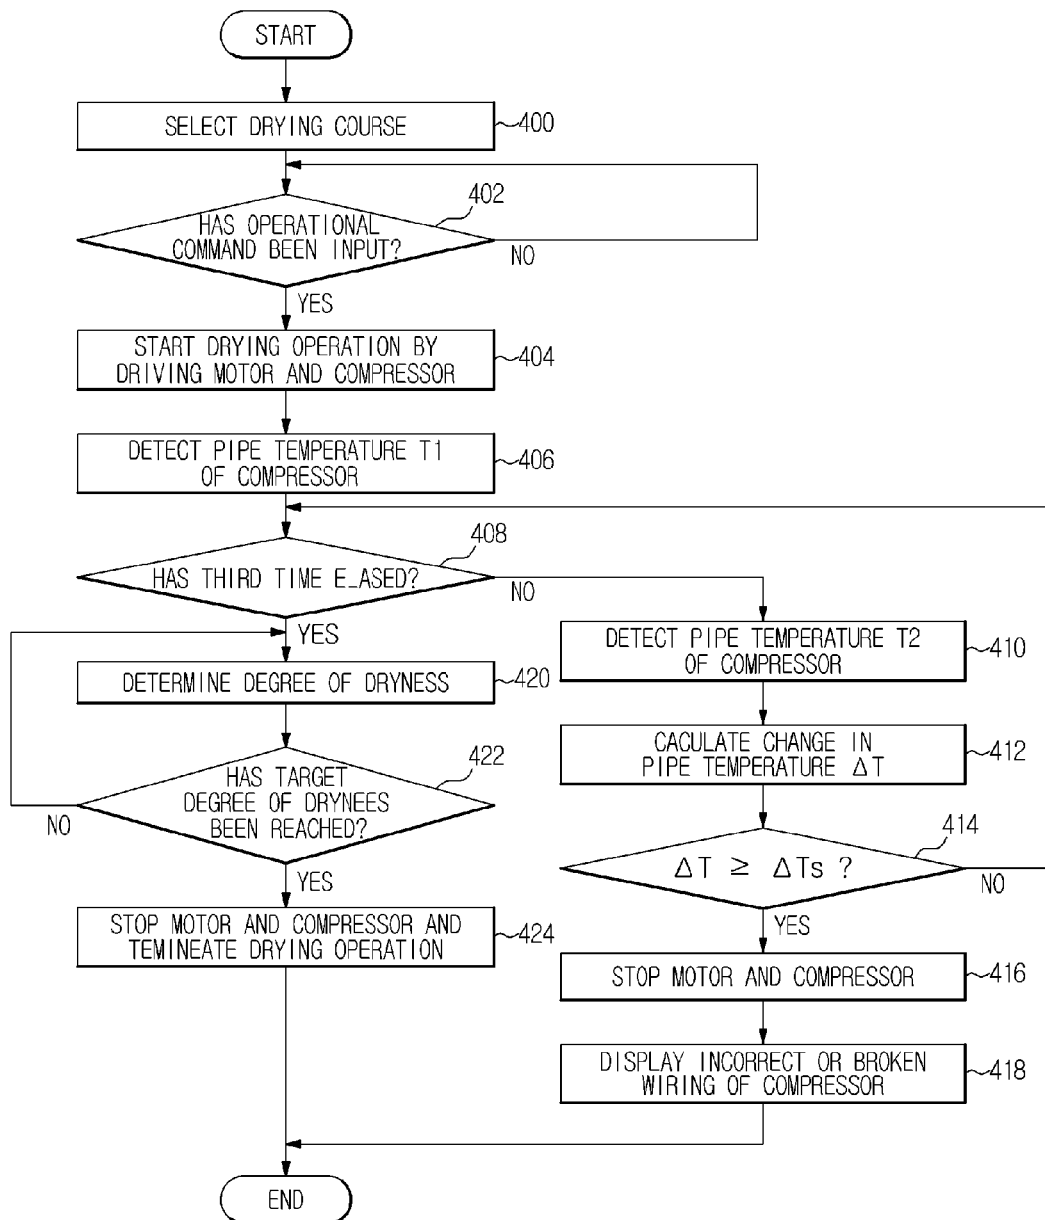 START
SELECT DRYING COURSE
400
402
HAS OPERATIONAL
COMMAND BEEN INPUT?
NO
YES
START DRYING OPERATION BY
DRIVING MOTOR AND COMPRESSOR
404
DETECT PIPE TEMPERATURE T1
OF COMPRESSOR
406
408
HAS THIRD TIME E_ASED?
NO
YES
DETECT PIPE TEMPERATURE T2
OF COMPRESSOR
410
DETERMINE DEGREE OF DRYNESS
420
CACULATE CHANGE IN
PIPE TEMPERATURE ΔT
412
422
HAS TARGET
DEGREE OF DRYNEES
BEEN REACHED?
NO
YES
414
ΔT ≥ ΔTs ?
NO
YES
STOP MOTOR AND COMPRESSOR AND
TEMINEATE DRYING OPERATION
424
STOP MOTOR AND COMPRESSOR
416
DISPLAY INCORRECT OR BROKEN
WIRING OF COMPRESSOR
418
END